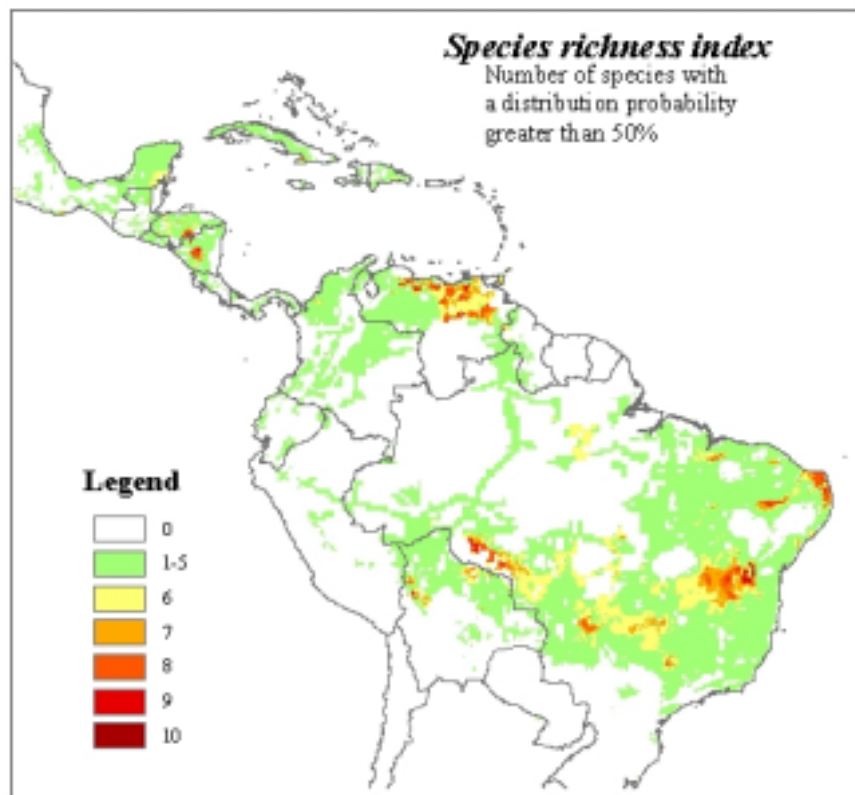 Species richness index
Number of species with
a distribution probability
greater than 50%
Legend
0
1-5
6
7
8
9
10